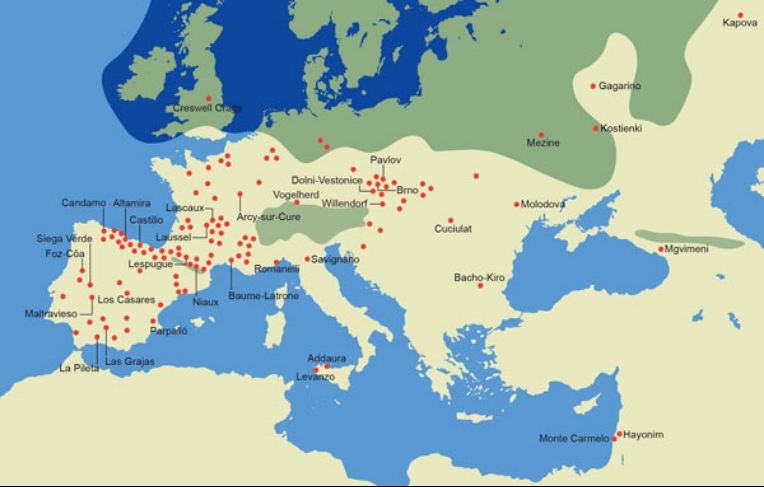 Kapova
Gagarino
Creswell Crags
Kostienki
Mezine
Pavlov
Dolni-Vestonice
Brno
Vogelherd
Willendorf
Molodova
Candamo
Altamira
Lascaux
Castillo
Arcy-sur-Cure
Cuciulat
Siega Verde
Laussel
Foz-Côa
Lespugue
Romanelli
Savignano
Mgvimeni
Bacho-Kiro
Los Casares
Niaux
Baume-Latrone
Maltravieso
Parpalló
La Pileta
Las Grajas
Addaura
Levanzo
Monte Carmelo
Hayonim